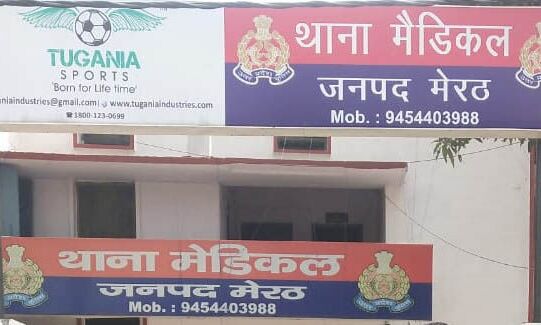 TUGANIA
SPORTS
'Born for Life time'
niaindustries@gmail.com| www.tuganiaindustries.com
☎1800-123-0699
थाना मैडिकल
जनपद मेरठ
Mob. : 9454403988
थाना मेडिकल
जनपद मेरठ
Mob. : 9454403988